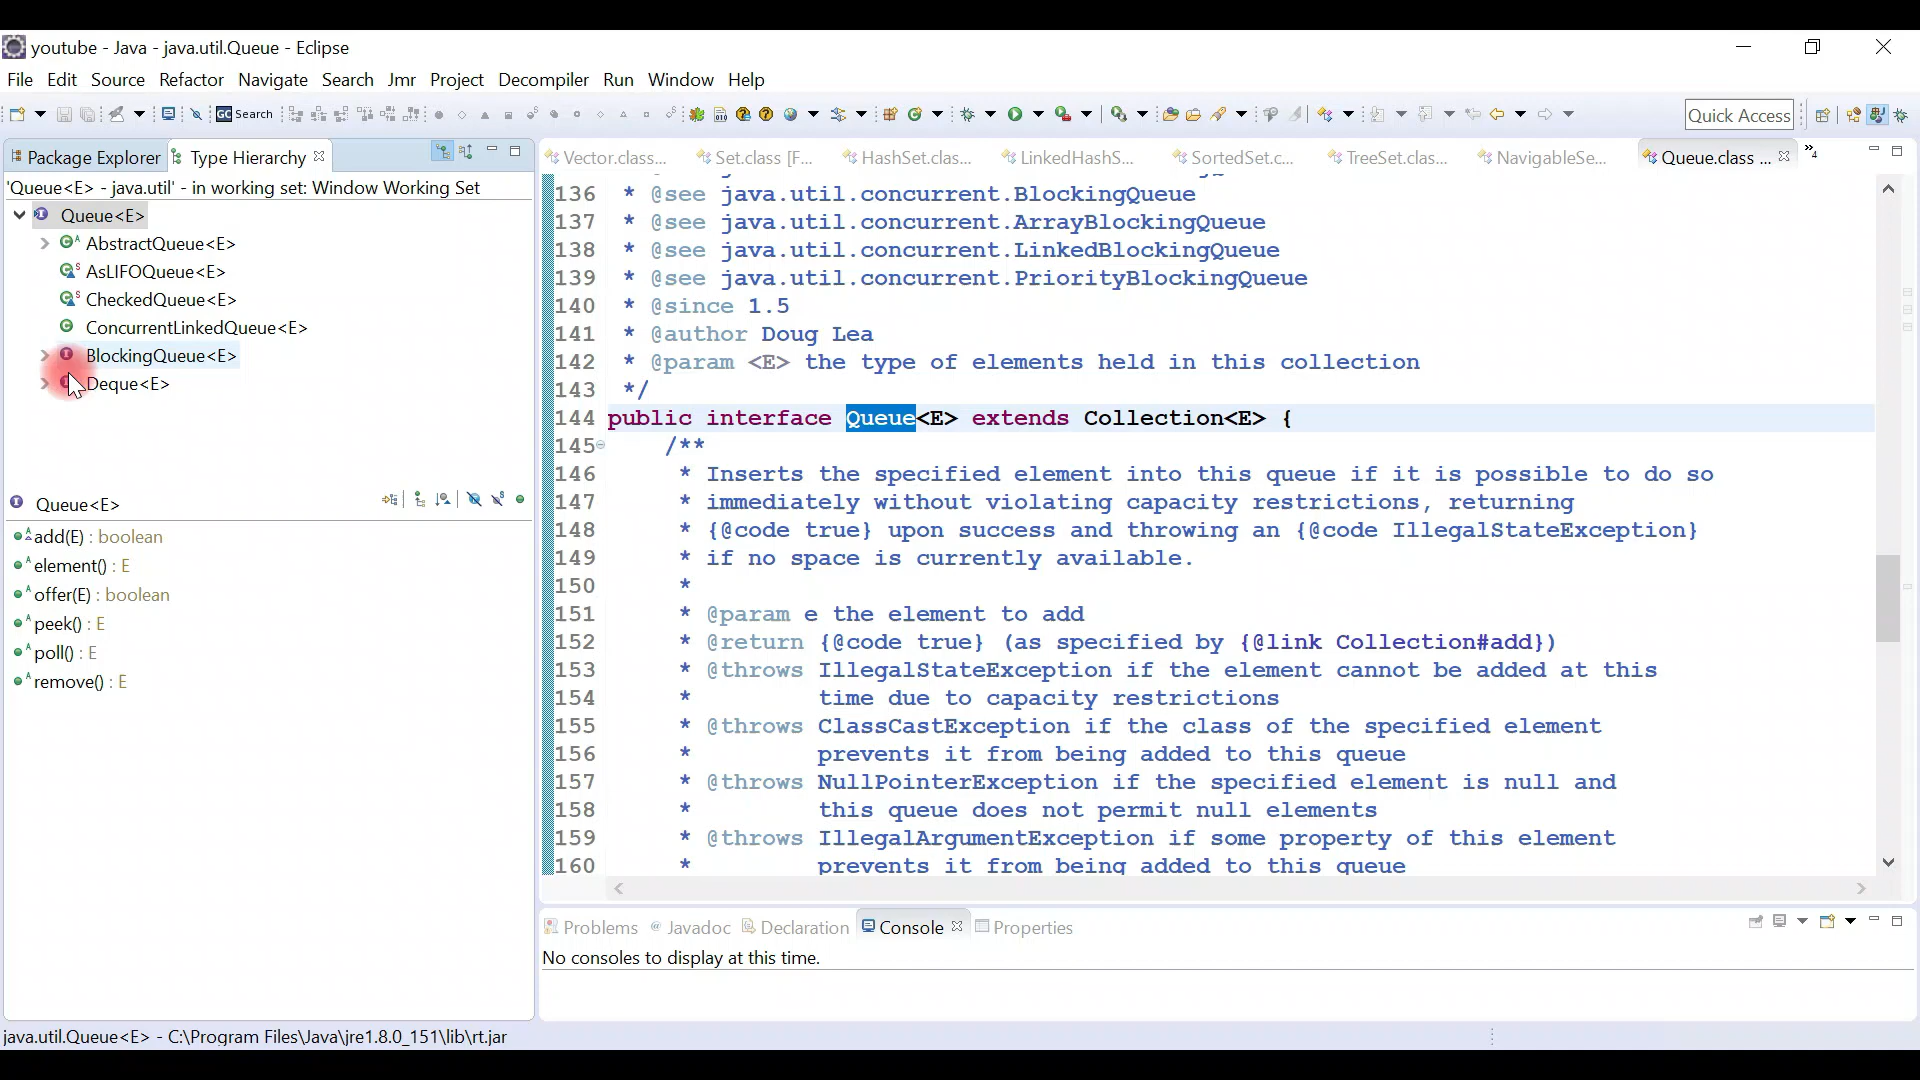 youtube - Java - java.util.Queue - Eclipse
File Edit Source Refactor Navigate Search Jmr Project Decompiler Run Window Help
GC Search
Quick Access
Package Explorer
Type Hierarchy
'Queue<E> - java.util' - in working set: Window Working Set
Queue<E>
AbstractQueue<E>
AsLIFOQueue<E>
CheckedQueue<E>
ConcurrentLinkedQueue<E>
BlockingQueue<E>
Deque<E>
Queue<E>
add(E) : boolean
element() : E
offer(E) : boolean
peek() : E
poll() : E
remove() : E
Vector.class... Set.class [F... HashSet.clas... LinkedHashS... SortedSet.c... TreeSet.clas... NavigableSe... Queue.class ... »4
136 * @see java.util.concurrent.BlockingQueue
137 * @see java.util.concurrent.ArrayBlockingQueue
138 * @see java.util.concurrent.LinkedBlockingQueue
139 * @see java.util.concurrent.PriorityBlockingQueue
140 * @since 1.5
141 * @author Doug Lea
142 * @param <E> the type of elements held in this collection
143 */
144 public interface Queue<E> extends Collection<E> {
145 /**
146 * Inserts the specified element into this queue if it is possible to do so
147 * immediately without violating capacity restrictions, returning
148 * {@code true} upon success and throwing an {@code IllegalStateException}
149 * if no space is currently available.
150 *
151 * @param e the element to add
152 * @return {@code true} (as specified by {@link Collection#add})
153 * @throws IllegalStateException if the element cannot be added at this
154 * time due to capacity restrictions
155 * @throws ClassCastException if the class of the specified element
156 * prevents it from being added to this queue
157 * @throws NullPointerException if the specified element is null and
158 * this queue does not permit null elements
159 * @throws IllegalArgumentException if some property of this element
160 * prevents it from being added to this queue
Problems Javadoc Declaration Console Properties
No consoles to display at this time.
java.util.Queue<E> - C:\Program Files\Java\jre1.8.0_151\lib\rt.jar